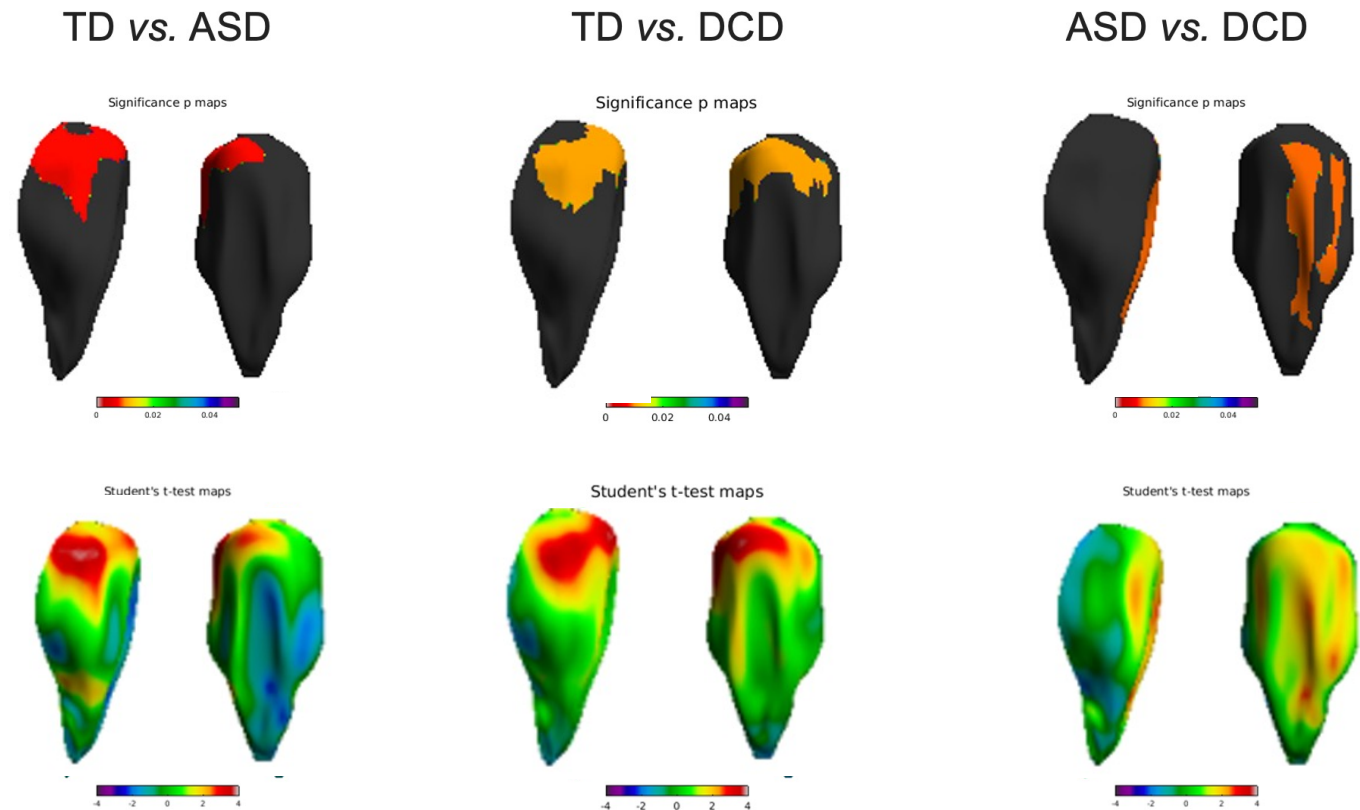 TD vs. ASD
TD vs. DCD
ASD vs. DCD
Significance p maps
Significance p maps
Significance p maps
0 0.02 0.04
0 0.02 0.04
0 0.02 0.04
Student's t-test maps
Student's t-test maps
Student's t-test maps
-4 -2 0 2 4
-4 -2 0 2 4
-4 -2 0 2 4